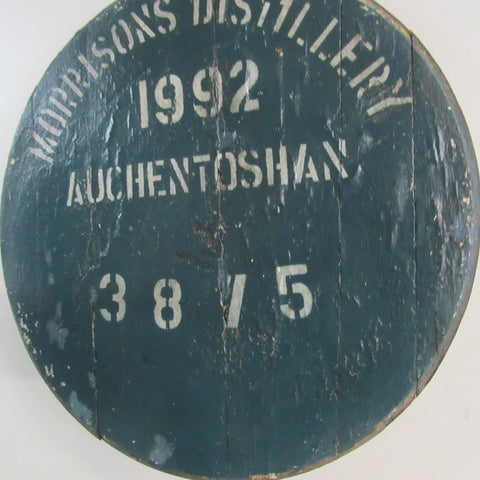 MORRISONS DISTILLERY
1992
AUCHENTOSHAN
3875